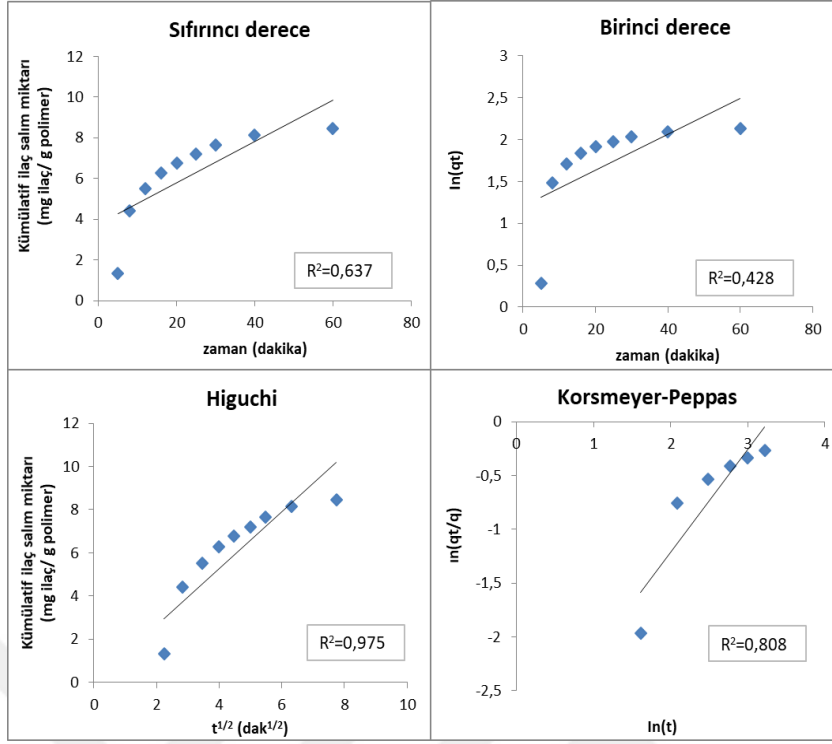 Sıfırıncı derece
Kümülatif ilaç salım miktarı
(mg ilaç/ g polimer)
12
10
8
6
4
2
0
0 20 40 60 80
R²=0,637
zaman (dakika)
Birinci derece
ln(qt)
3
2,5
2
1,5
1
0,5
0
0 20 40 60 80
R²=0,428
zaman (dakika)
Higuchi
Kümülatif ilaç salım miktarı
(mg ilaç/ g polimer)
12
10
8
6
4
2
0
0 2 4 6 8 10
R²=0,975
t^1/2 (dak^1/2)
Korsmeyer-Peppas
ın(qt/q)
0 1 2 3 4
0
-0,5
-1
-1,5
-2
-2,5
R²=0,808
ln(t)